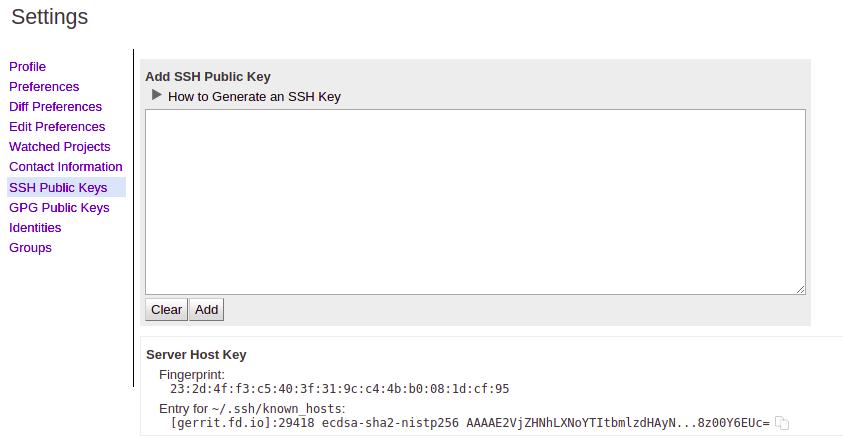 Settings
Profile
Preferences
Diff Preferences
Edit Preferences
Watched Projects
Contact Information
SSH Public Keys
GPG Public Keys
Identities
Groups
Add SSH Public Key
How to Generate an SSH Key
Clear Add
Server Host Key
Fingerprint:
23:2d:4f:f3:c5:40:3f:31:9c:c4:4b:b0:08:1d:cf:95
Entry for ~/.ssh/known_hosts:
[gerrit.fd.io]:29418 ecdsa-sha2-nistp256 AAAAE2VjZHNhLXNoYTItbmlzdHAyN...8z00Y6EUc=